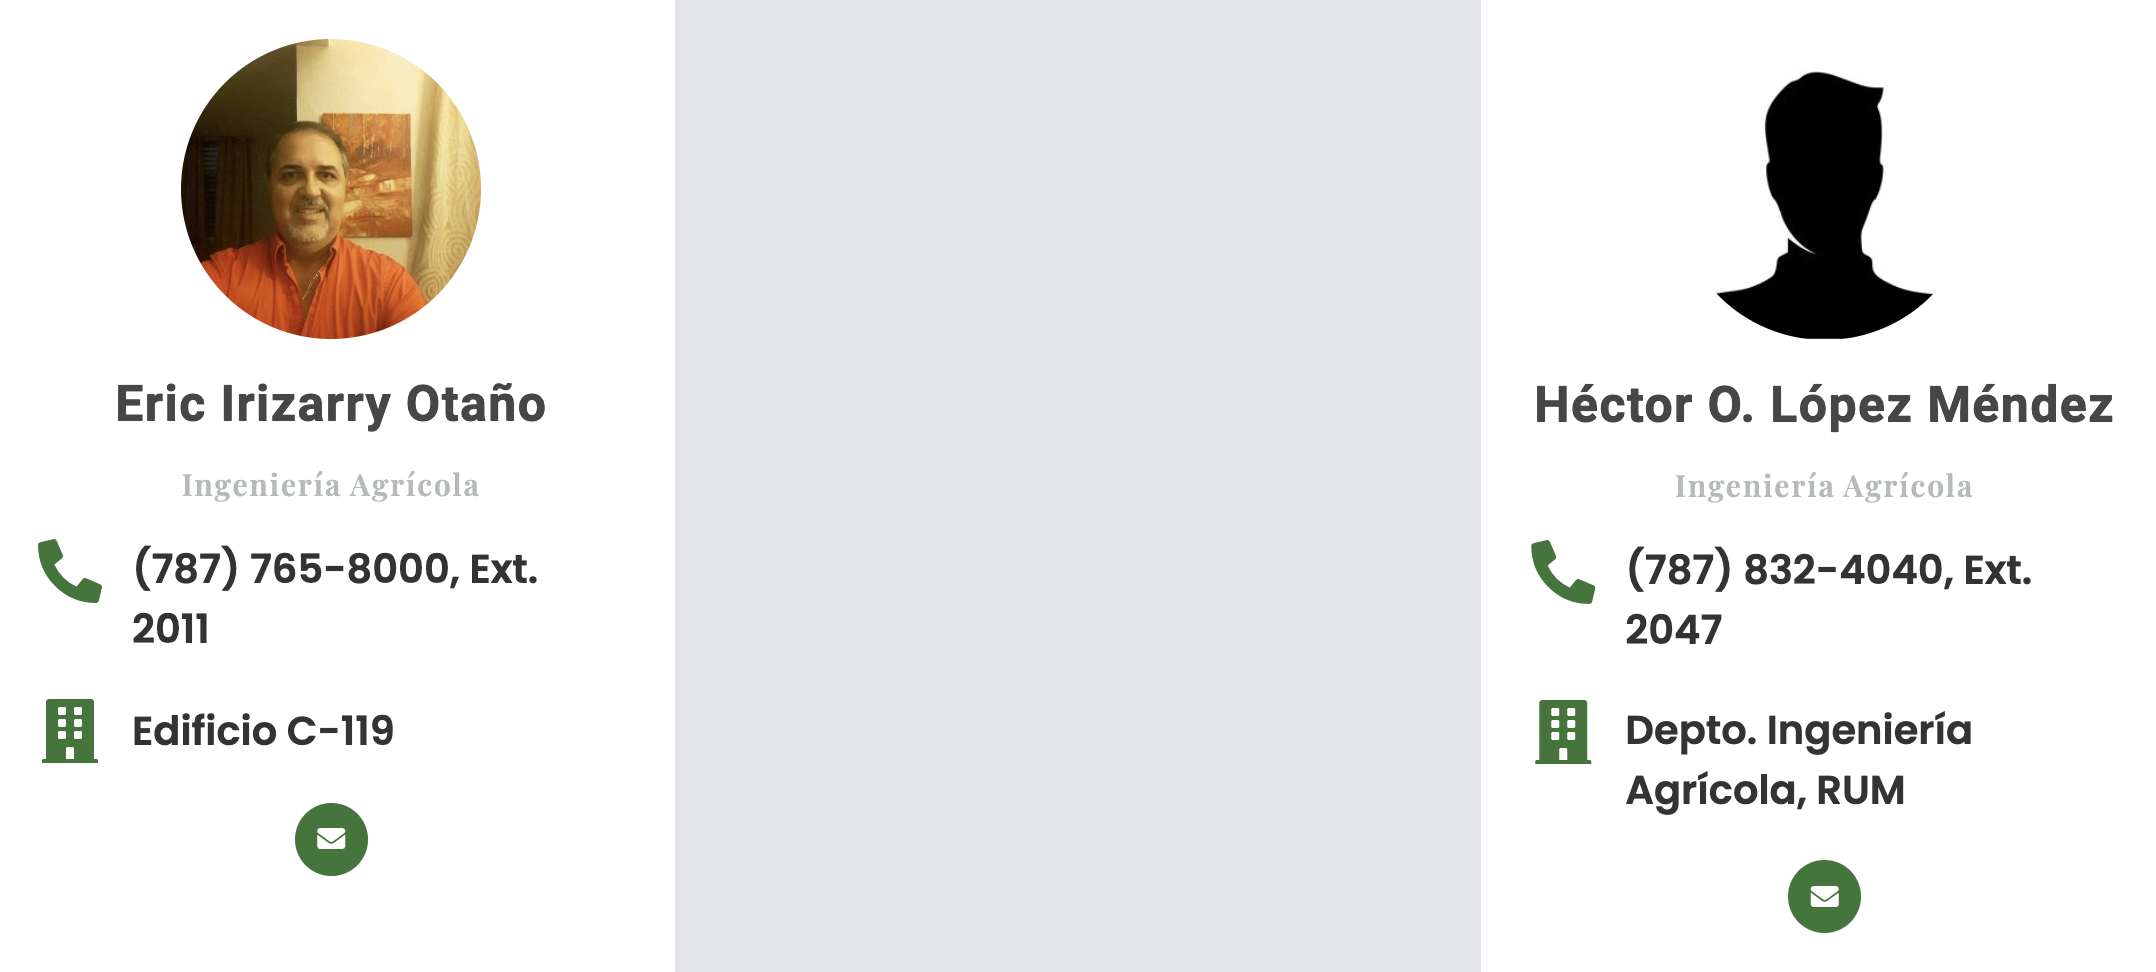 Eric Irizarry Otaño
Ingeniería Agrícola
(787) 765-8000, Ext.
2011
Edificio C-119
Héctor O. López Méndez
Ingeniería Agrícola
(787) 832-4040, Ext.
2047
Depto. Ingeniería
Agrícola, RUM